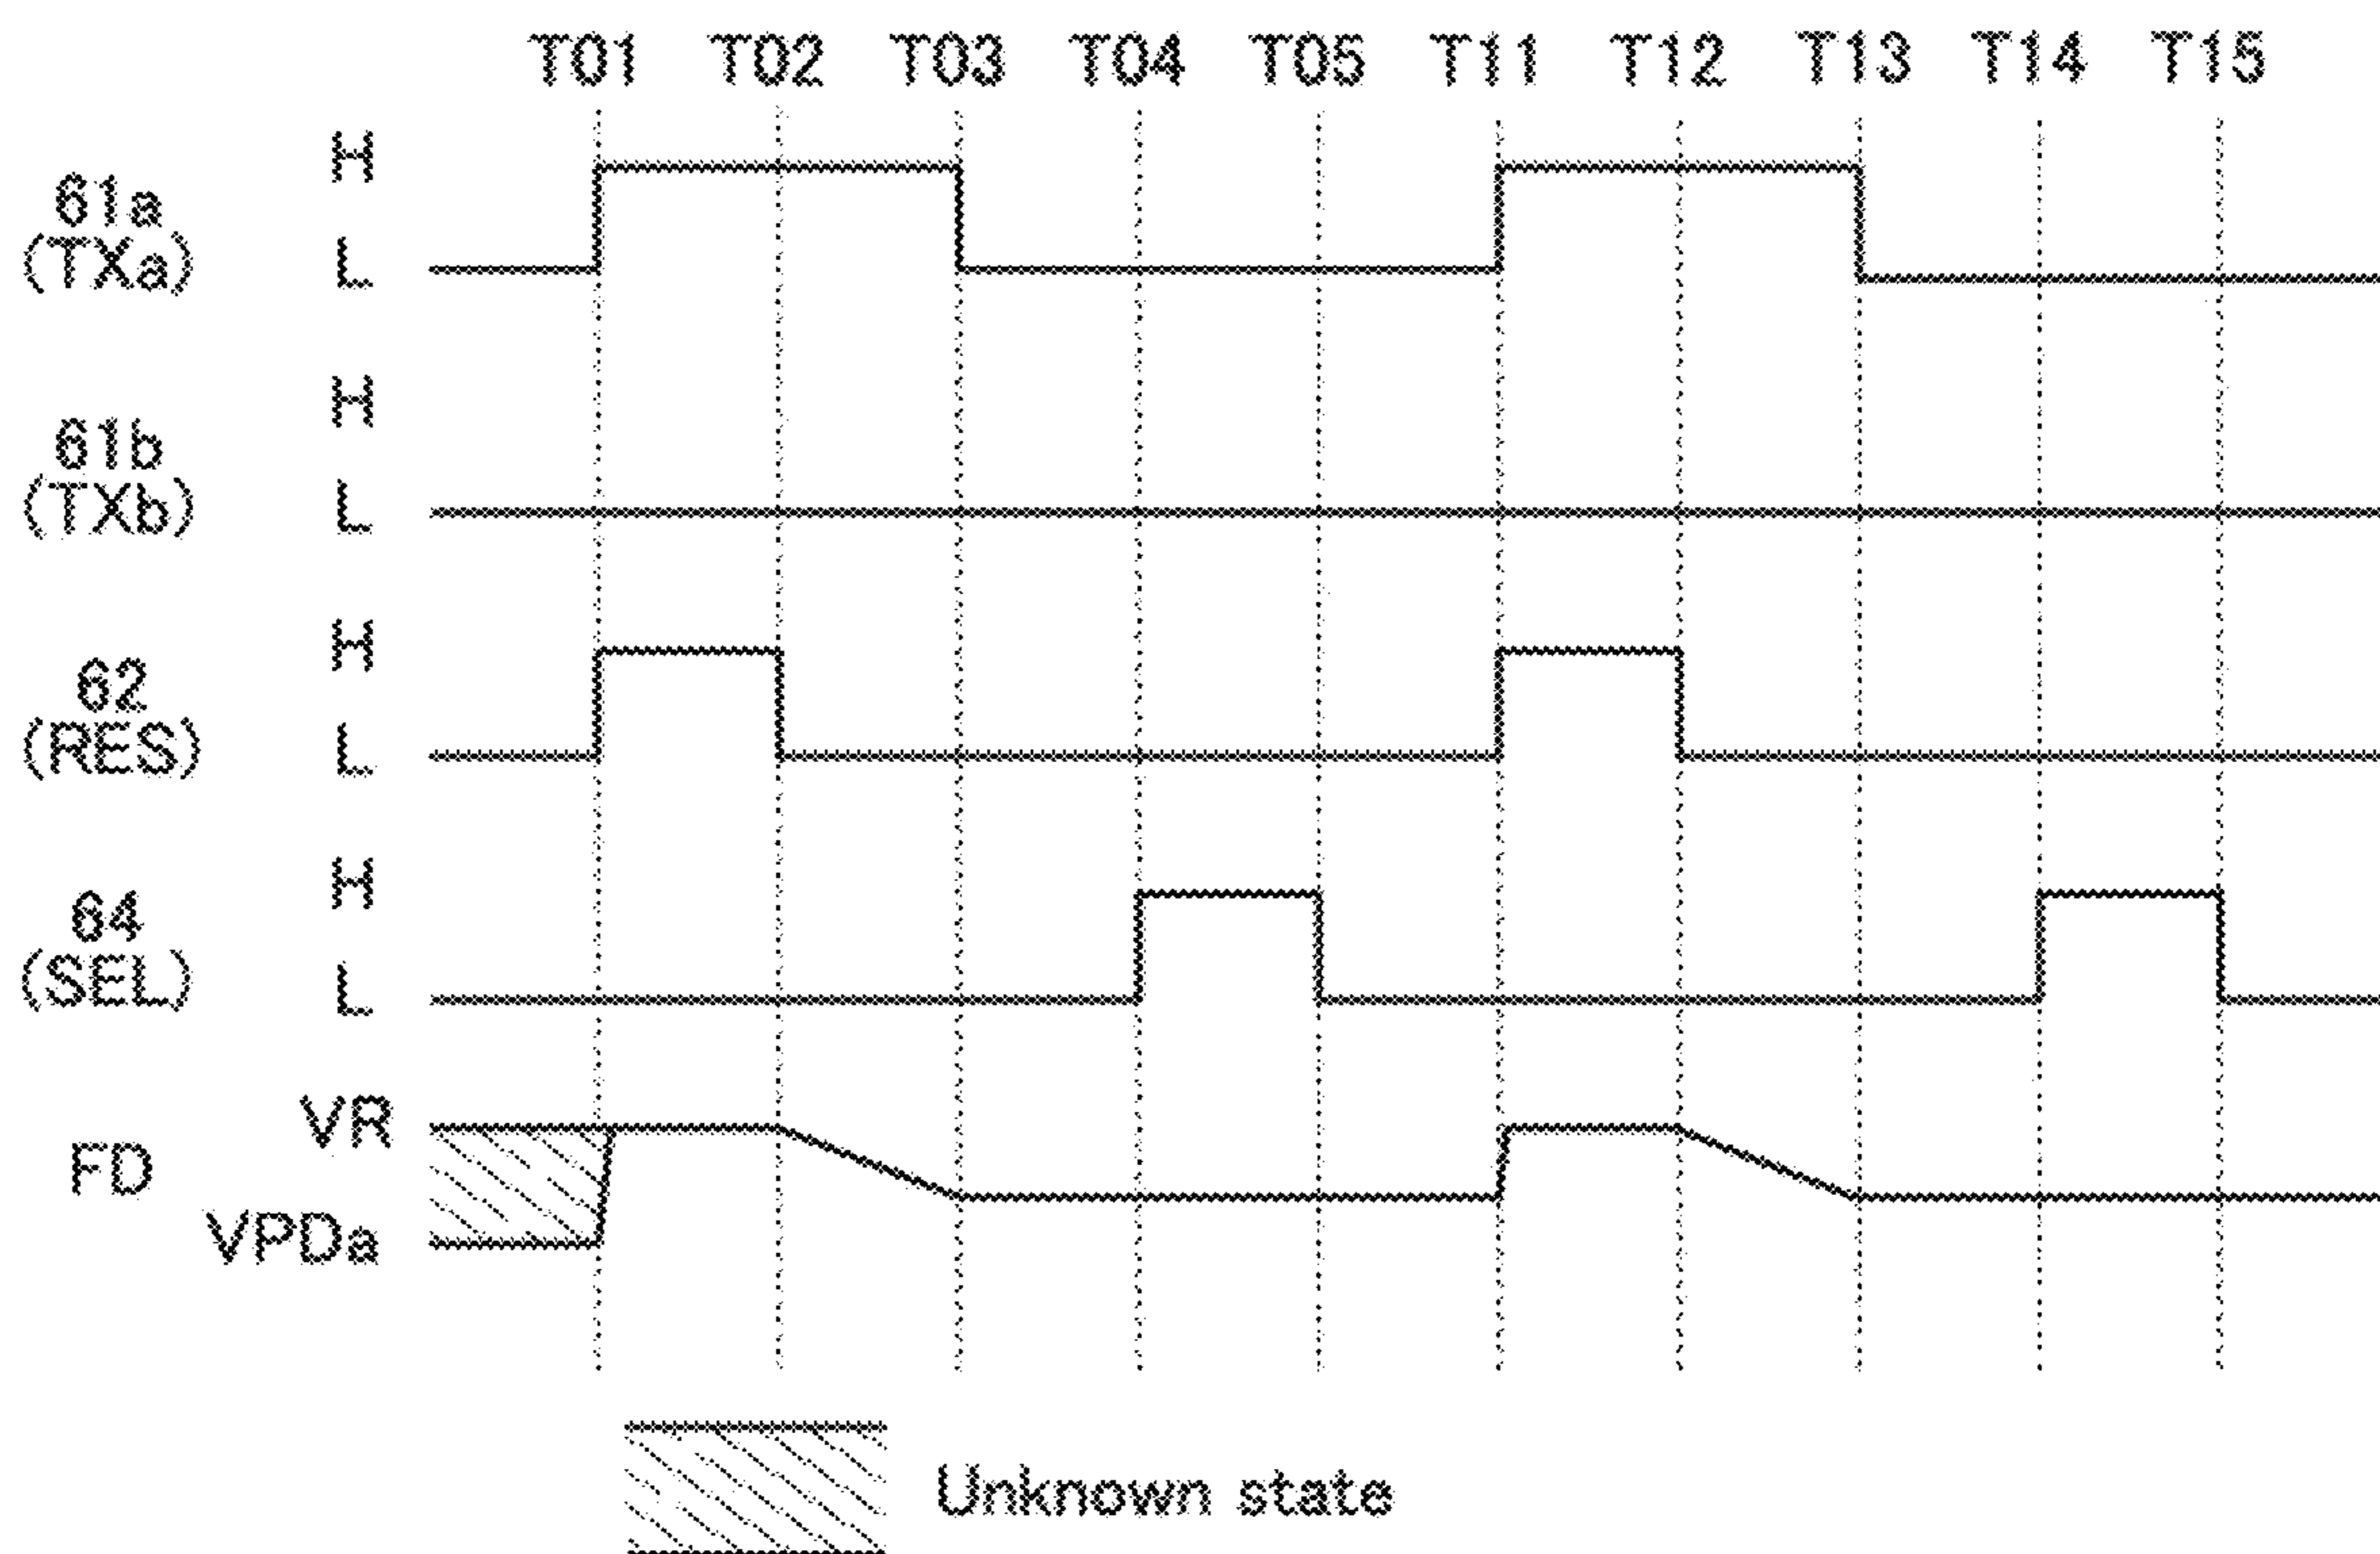 T01 T02 T03 T04 T05 T11 T12 T13 T14 T15
H
61a
(TXa)
L
H
61b
(TXb)
L
H
62
(RES)
L
H
64
(SEL)
L
VR
FD
VPDa
Unknown state